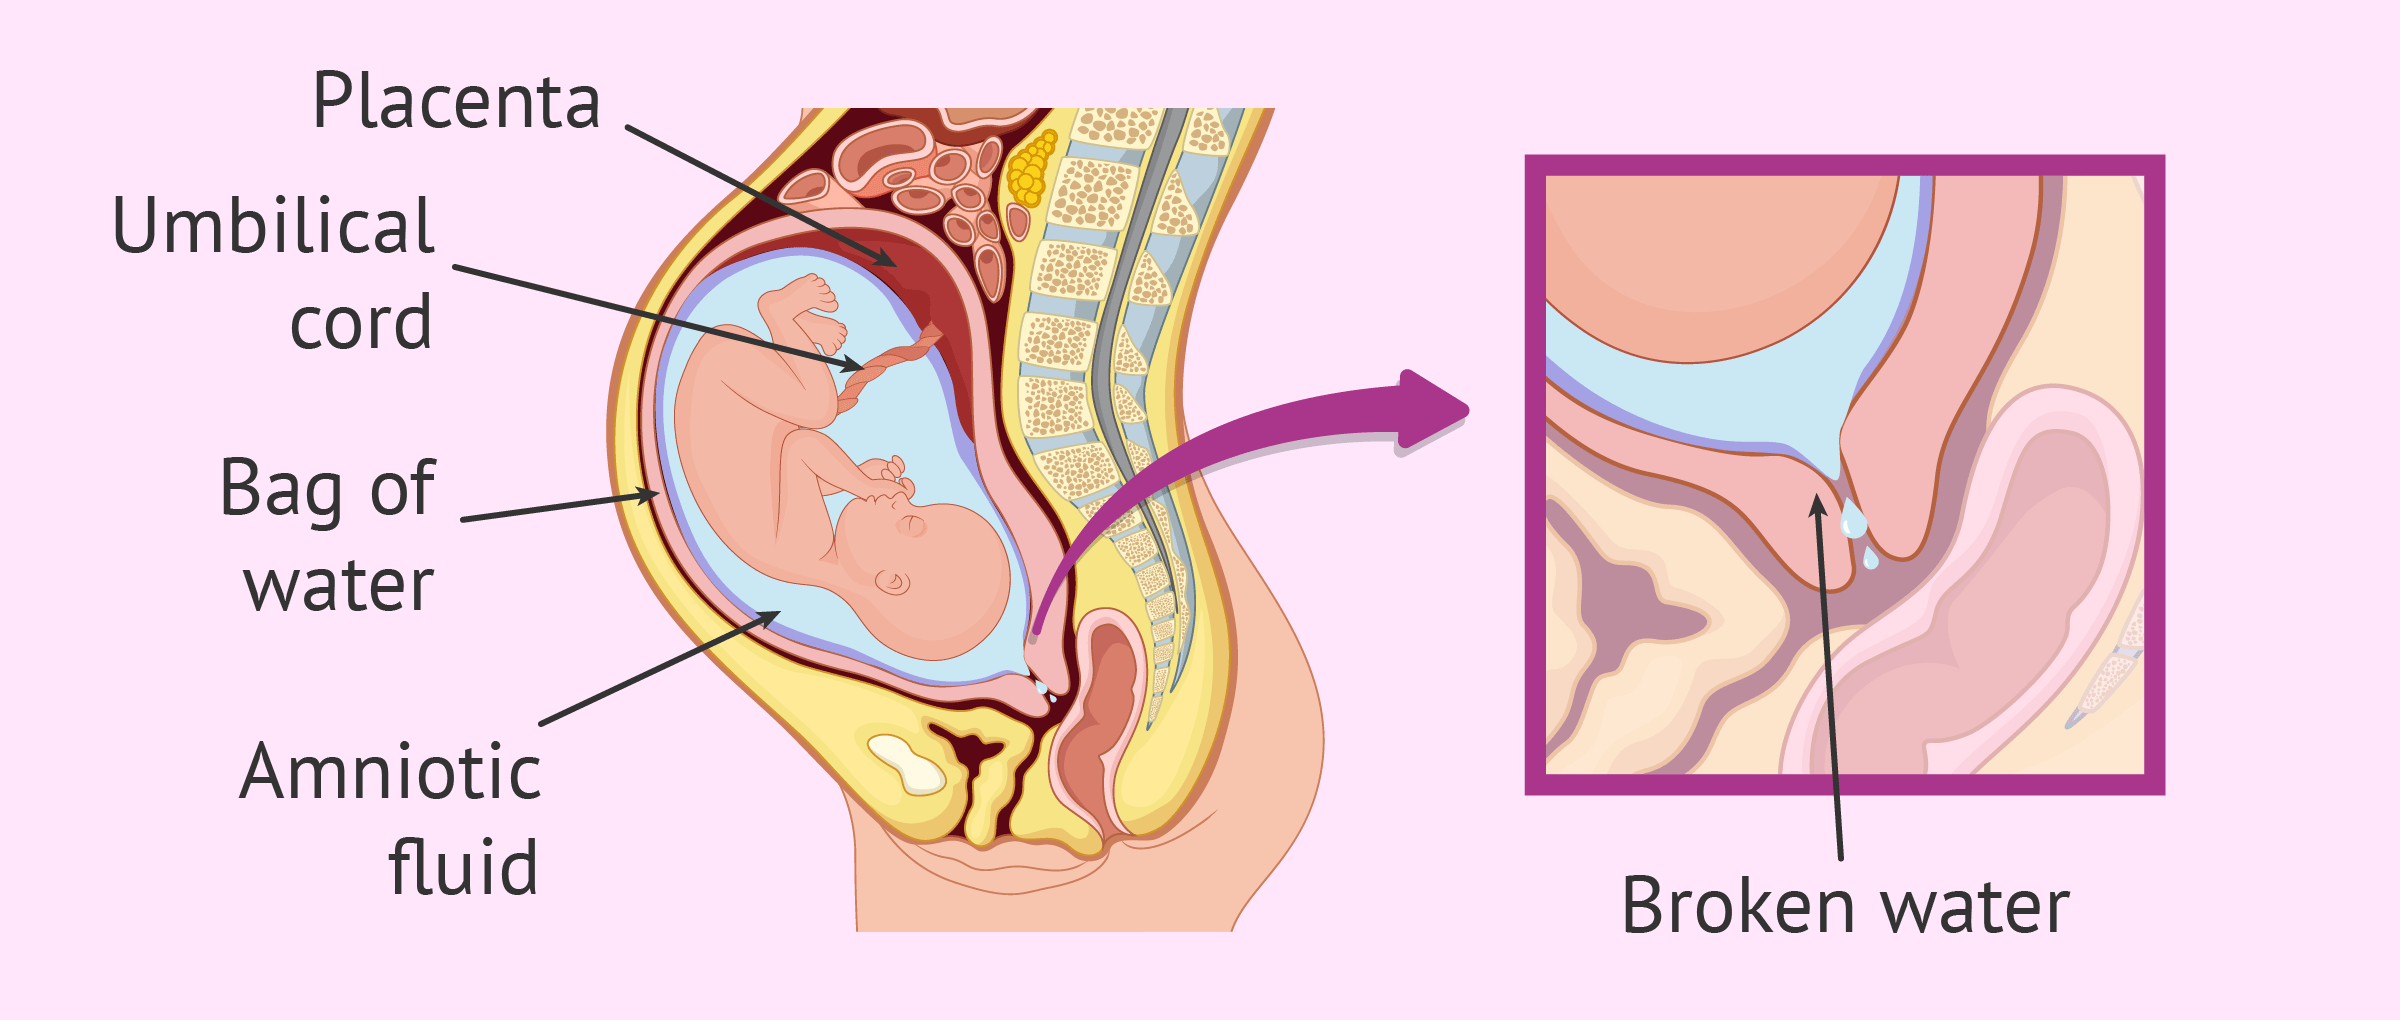 Placenta
Umbilical
cord
Bag of
water
Amniotic
fluid
Broken water